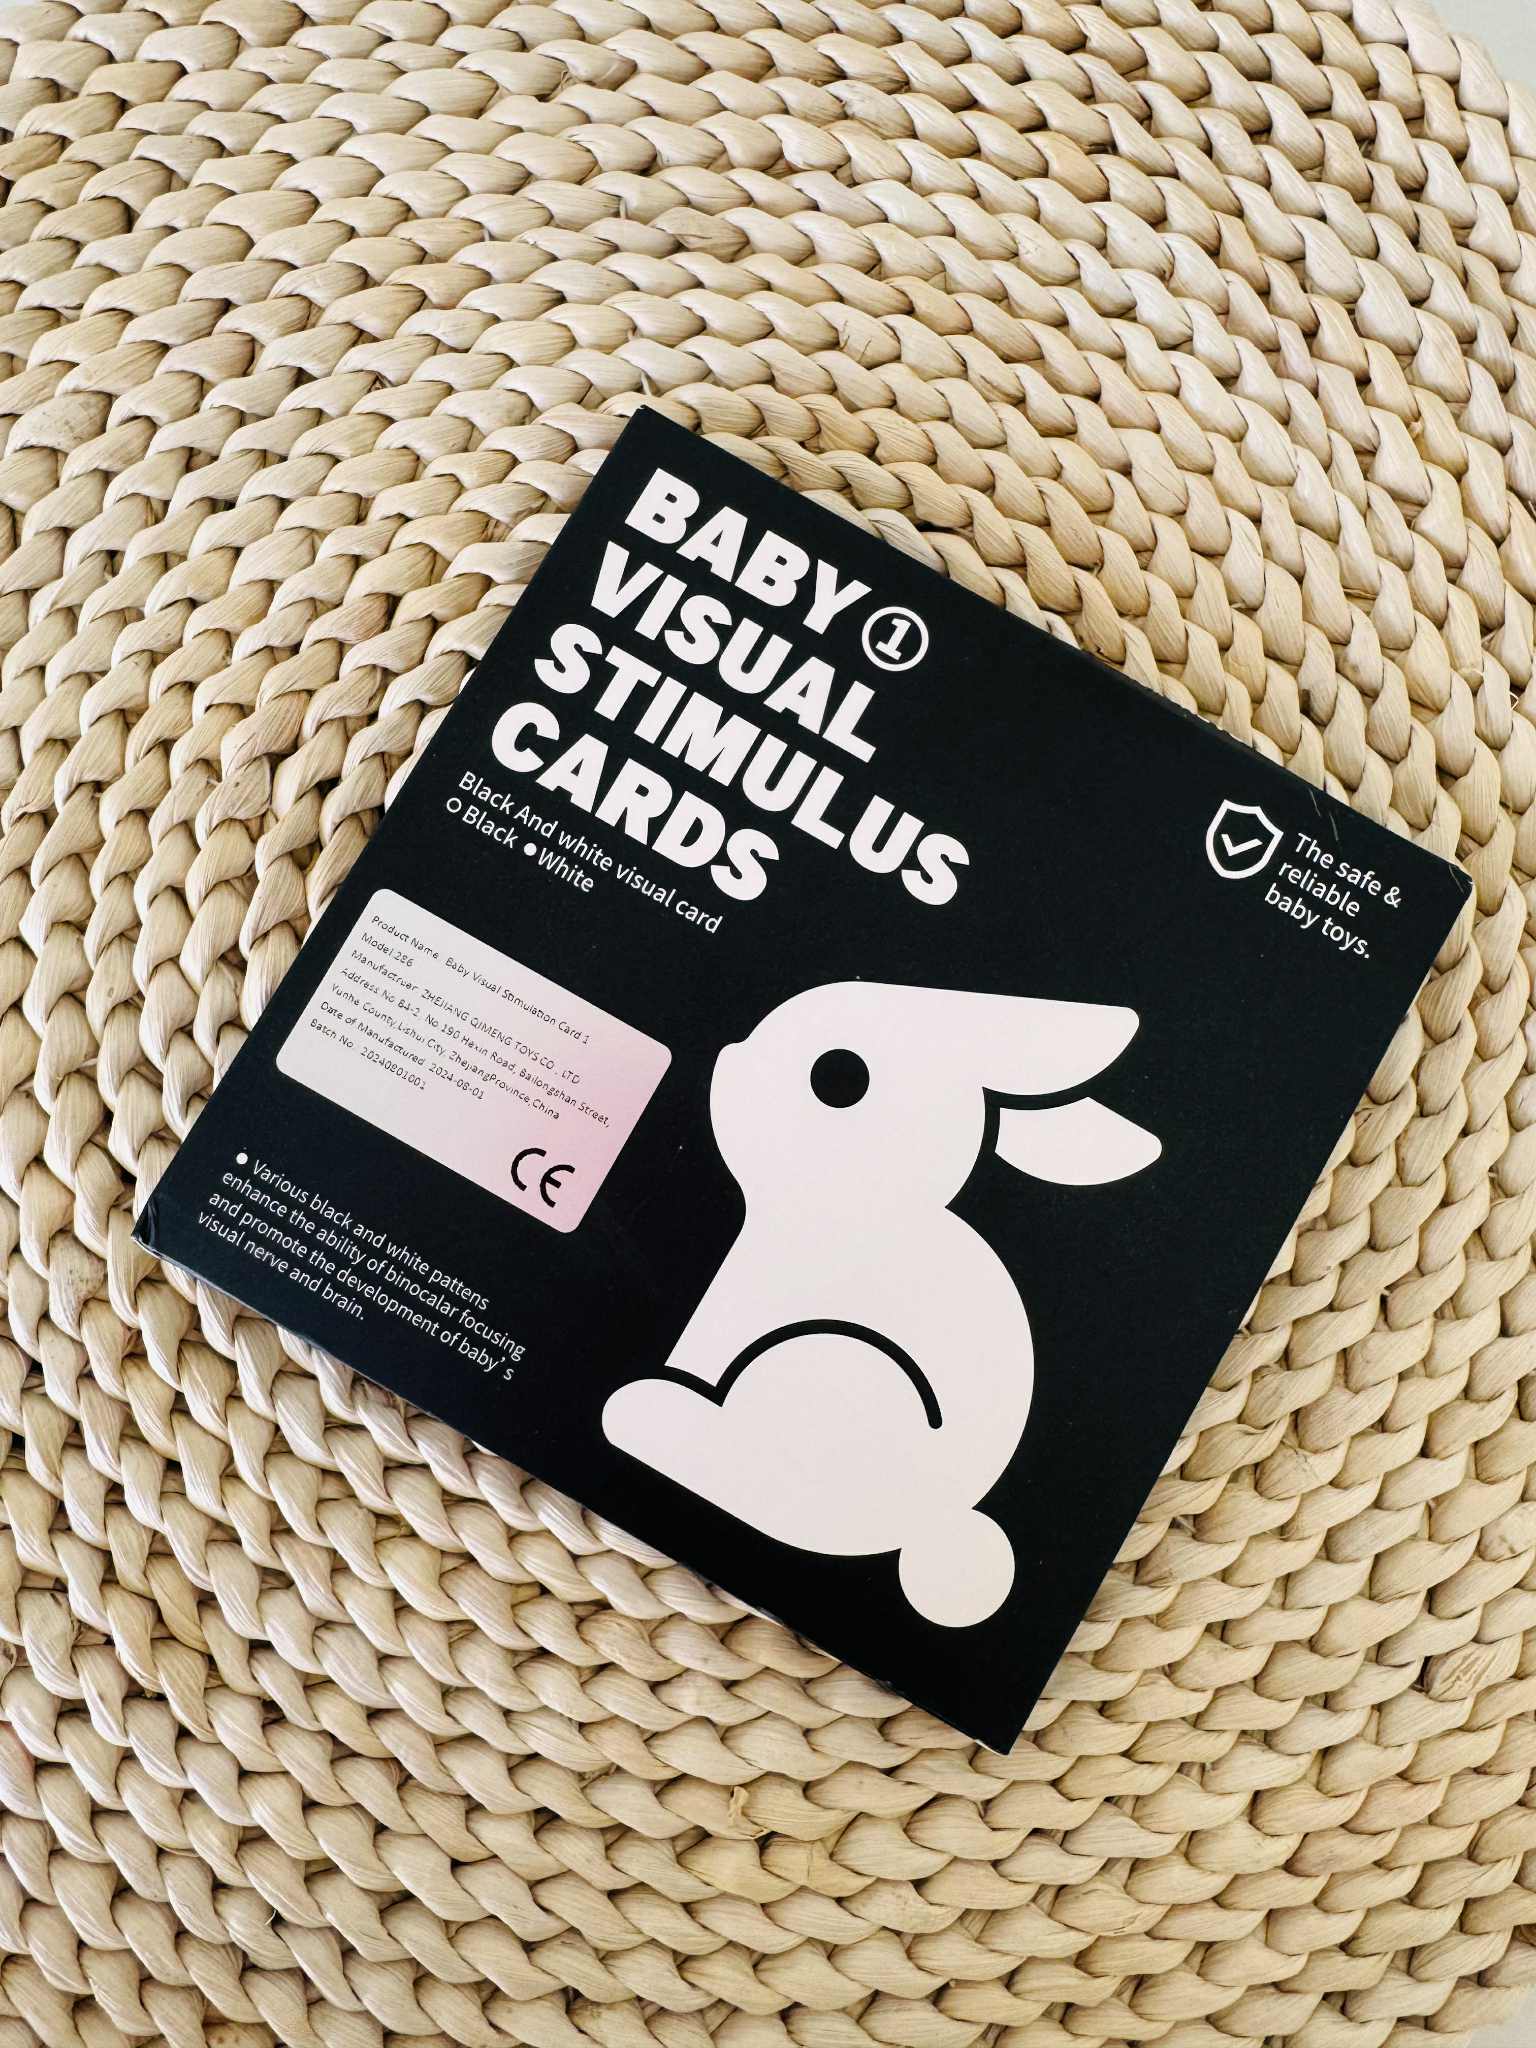 BABY ①
VISUAL
STIMULUS
CARDS
Black And white visual card
Black White
The safe &
reliable
baby toys.
Product Name Baby Visual Stimulation Card 1
Model:286
Manufactruer ZHEJIANG QIMENG TOYS CO., LTD
Address No B4-2, No 190 Hexin Road, Bailongshan Street,
Yunhe County,Lishui City, ZhejiangProvince,China
Date of Manufactured 2024-08-01
Batch No. 20240801001
CE
Various black and white pattens
enhance the ability of binocalar focusing
and promote the development of baby's
visual nerve and brain.